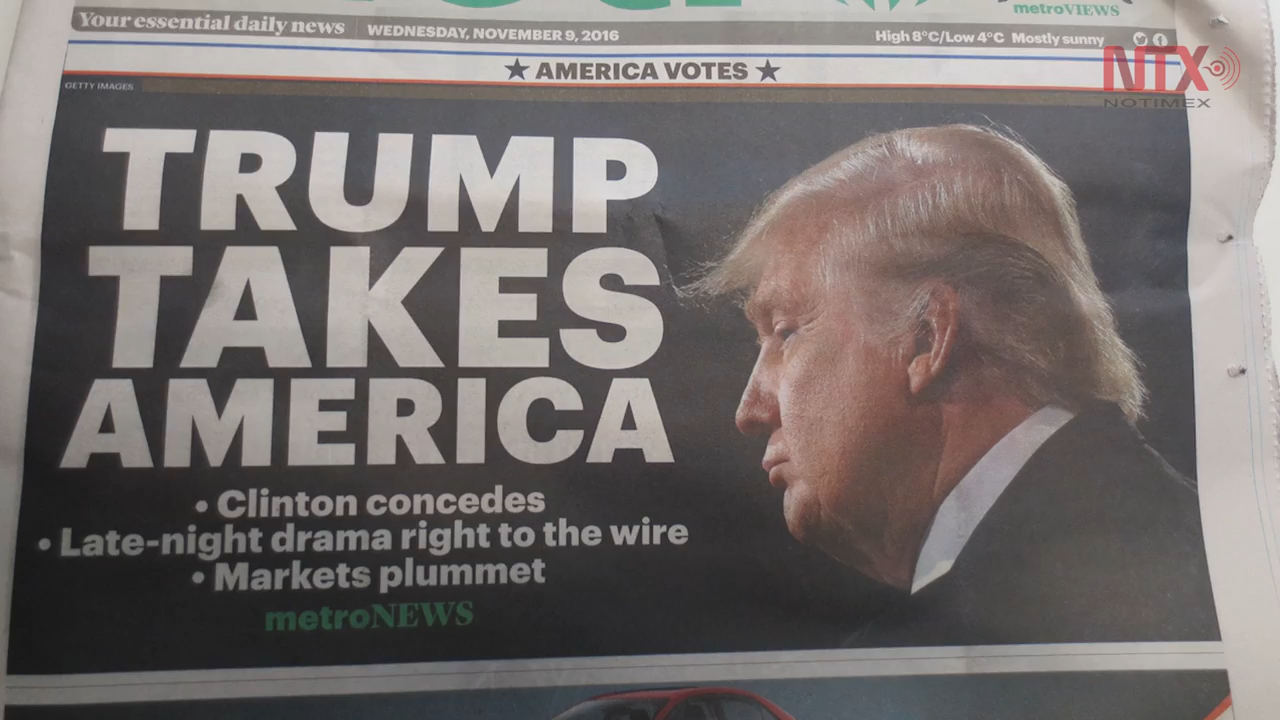 metroVIEWS
Your essential daily news | WEDNESDAY, NOVEMBER 9, 2016
High 8°C/Low 4°C Mostly sunny
★ AMERICA VOTES ★
NTX
NOTIMEX
GETTY IMAGES
TRUMP
TAKES
AMERICA
• Clinton concedes
• Late-night drama right to the wire
• Markets plummet
metroNEWS